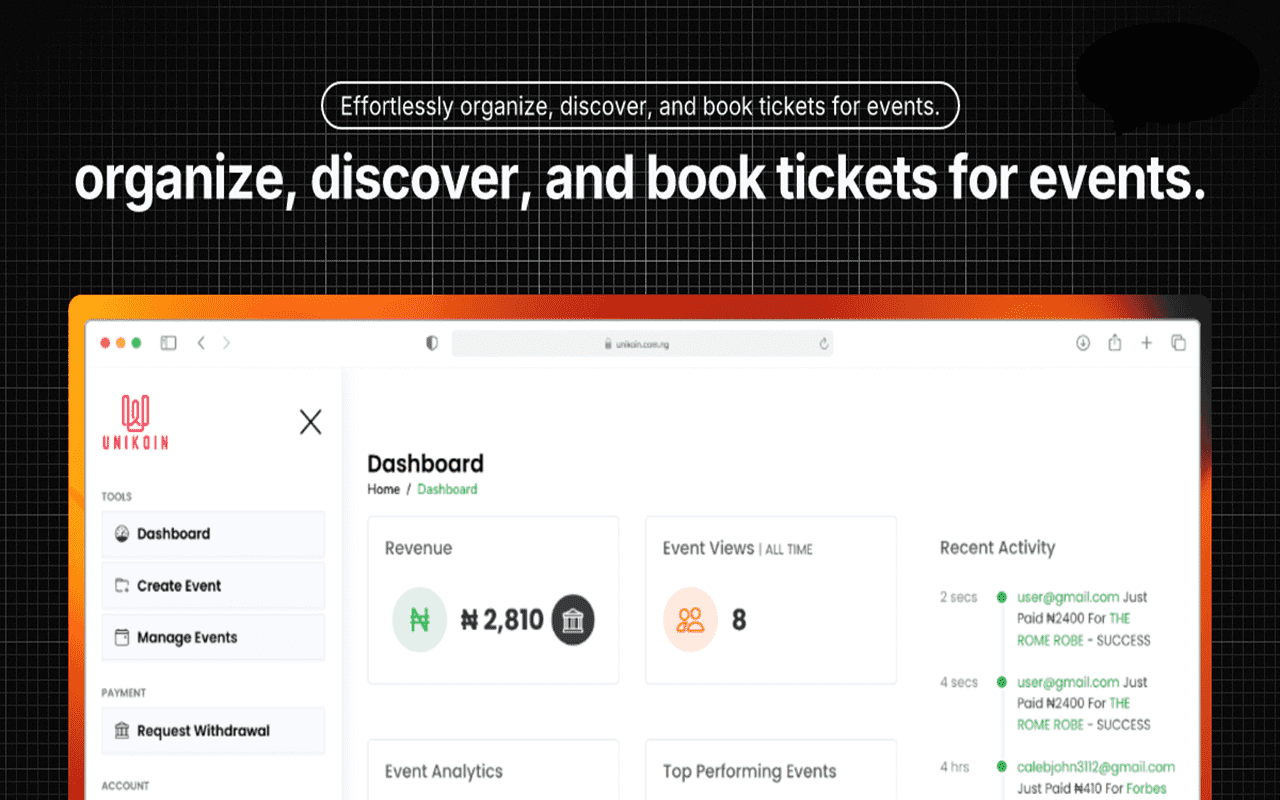 Effortlessly organize, discover, and book tickets for events.
organize, discover, and book tickets for events.
unikoin.com.ng
UNIKOIN
TOOLS
Dashboard
Create Event
Manage Events
PAYMENT
Request Withdrawal
ACCOUNT
Dashboard
Home / Dashboard
Revenue
₦ ₦ 2,810
Event Views | ALL TIME
8
Event Analytics
Top Performing Events
Recent Activity
2 secs
user@gmail.com Just
Paid ₦2400 For THE
ROME ROBE - SUCCESS
4 secs
user@gmail.com Just
Paid ₦2400 For THE
ROME ROBE - SUCCESS
4 hrs
calebjohn3112@gmail.com
Just Paid ₦410 For Forbes